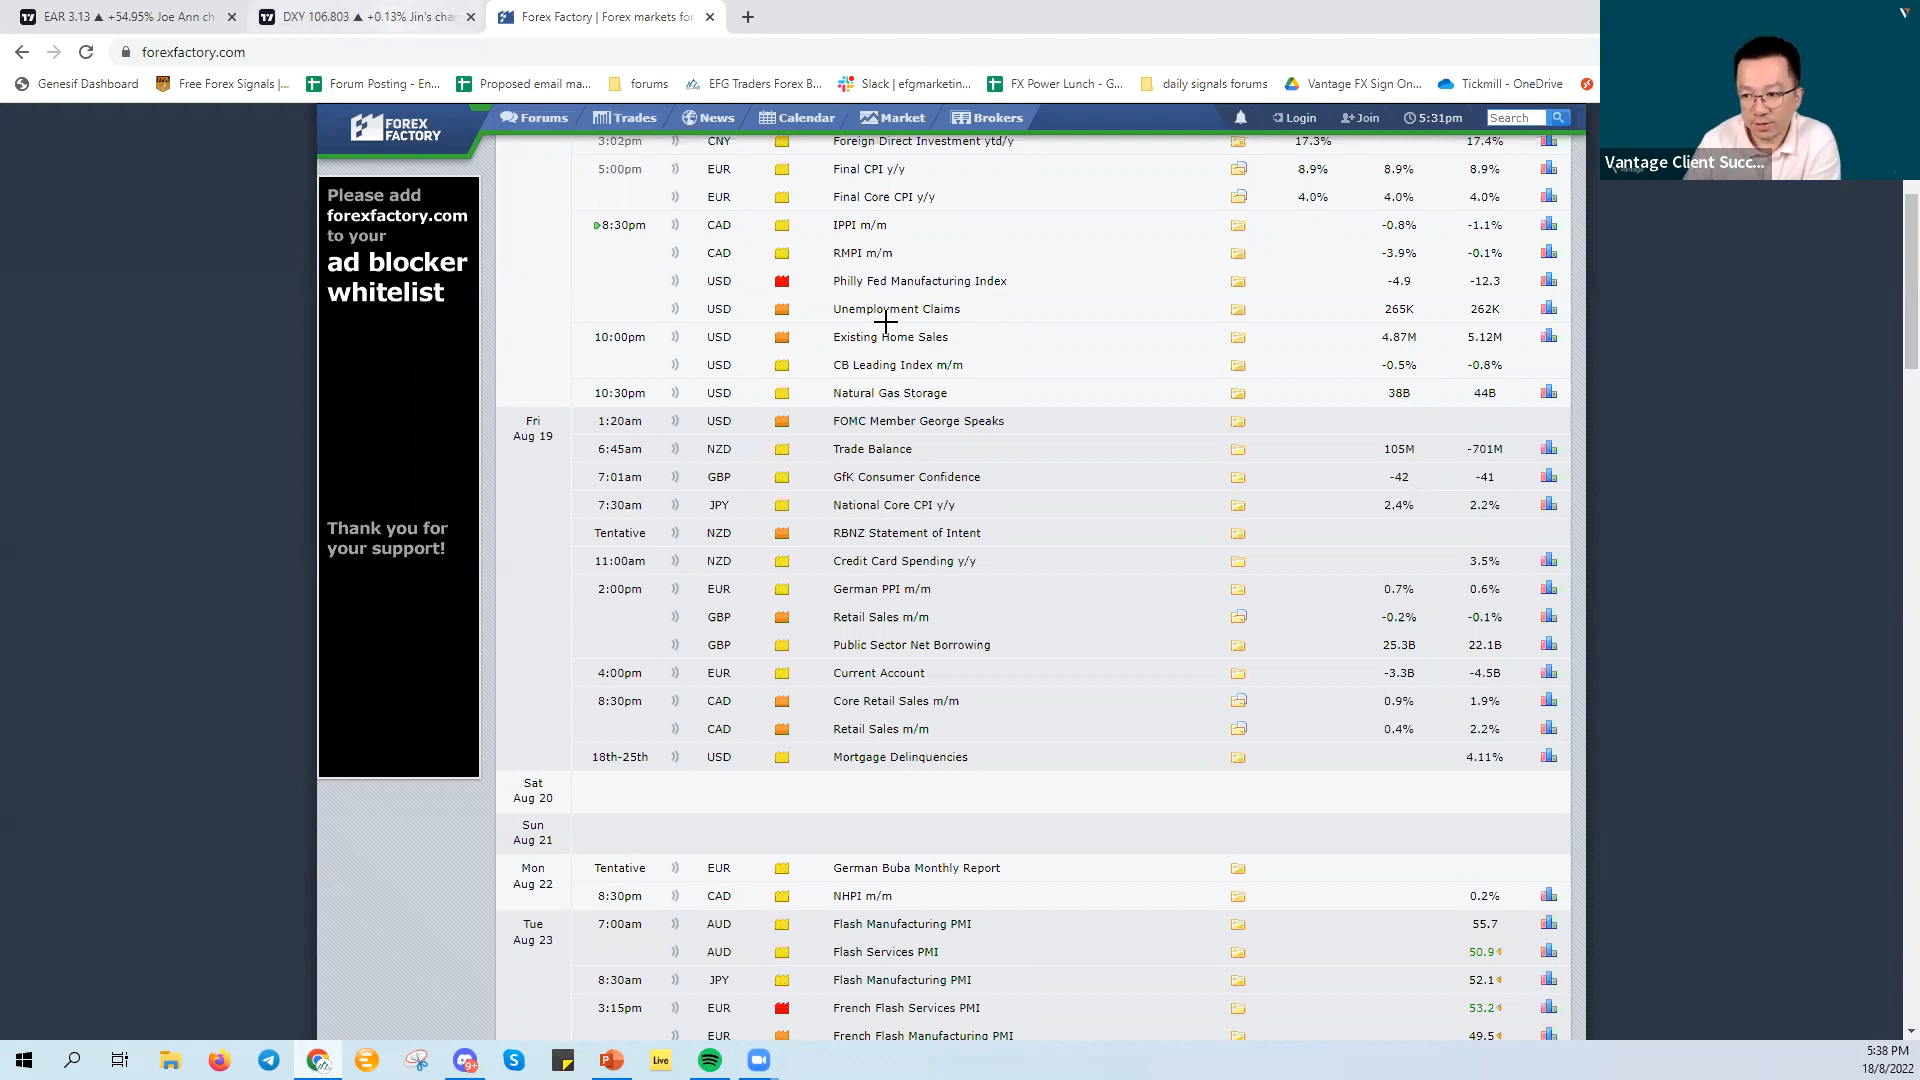 EAR 3.13 ▲ +54.95% Joe Ann ch
DXY 106.803 ▲ +0.13% Jin's char
Forex Factory | Forex markets for
forexfactory.com
Genesif Dashboard
Free Forex Signals |...
Forum Posting - En...
Proposed email ma...
forums
EFG Traders Forex B...
Slack | efgmarketin...
FX Power Lunch - G...
daily signals forums
Vantage FX Sign On...
Tickmill - OneDrive
Vantage Client Succ...
FOREX
FACTORY
Forums
Trades
News
Calendar
Market
Brokers
Login
Join
5:31pm
Search
Please add
forexfactory.com
to your
ad blocker
whitelist
Thank you for
your support!
3:02pm CNY Foreign Direct Investment ytd/y 17.3% 17.4%
5:00pm EUR Final CPI y/y 8.9% 8.9% 8.9%
EUR Final Core CPI y/y 4.0% 4.0% 4.0%
8:30pm CAD IPPI m/m -0.8% -1.1%
CAD RMPI m/m -3.9% -0.1%
USD Philly Fed Manufacturing Index -4.9 -12.3
USD Unemployment Claims 265K 262K
10:00pm USD Existing Home Sales 4.87M 5.12M
USD CB Leading Index m/m -0.5% -0.8%
10:30pm USD Natural Gas Storage 38B 44B
Fri
Aug 19
1:20am USD FOMC Member George Speaks
6:45am NZD Trade Balance 105M -701M
7:01am GBP GfK Consumer Confidence -42 -41
7:30am JPY National Core CPI y/y 2.4% 2.2%
Tentative NZD RBNZ Statement of Intent
11:00am NZD Credit Card Spending y/y 3.5%
2:00pm EUR German PPI m/m 0.7% 0.6%
GBP Retail Sales m/m -0.2% -0.1%
GBP Public Sector Net Borrowing 25.3B 22.1B
4:00pm EUR Current Account -3.3B -4.5B
8:30pm CAD Core Retail Sales m/m 0.9% 1.9%
CAD Retail Sales m/m 0.4% 2.2%
18th-25th USD Mortgage Delinquencies 4.11%
Sat
Aug 20
Sun
Aug 21
Mon
Aug 22
Tentative EUR German Buba Monthly Report
8:30pm CAD NHPI m/m 0.2%
Tue
Aug 23
7:00am AUD Flash Manufacturing PMI 55.7
AUD Flash Services PMI 50.9
8:30am JPY Flash Manufacturing PMI 52.1
3:15pm EUR French Flash Services PMI 53.2
EUR French Flash Manufacturing PMI 49.5
9+
Live
5:38 PM
18/8/2022